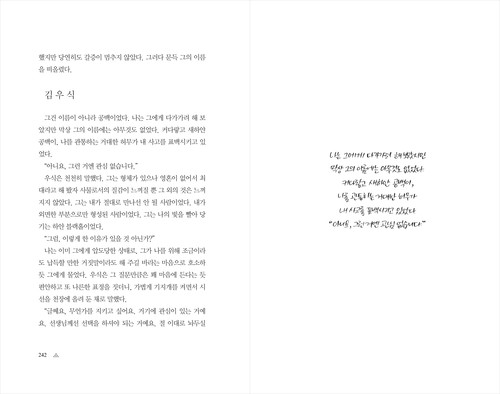 했지만 당연히도 갈증이 멈추지 않았다. 그러다 문득 그의 이름
을 떠올렸다.
김 우 식
그건 이름이 아니라 공백이었다. 나는 그에게 다가가려 해 보
았지만 막상 그의 이름에는 아무것도 없었다. 커다랗고 새하얀
공백이, 나를 관통하는 거대한 허무가 내 사고를 표백시키고 있
었다.
"아니요, 그런 거엔 관심 없습니다."
우식은 천천히 말했다. 그는 형체가 있으나 영혼이 없어서 최
대라고 해 봤자 사물로서의 질감이 느껴질 뿐 그 외의 것은 느껴
지지 않았다. 그는 내가 절대로 만나선 안 될 사람이었다. 내가
외면한 부분으로만 형성된 사람이었다. 그는 나의 빛을 빨아 당
기는 하얀 블랙홀이었다.
"그럼, 이렇게 한 이유가 있을 것 아닌가?"
나는 이미 그에게 압도당한 상태로, 그가 나를 위해 조금이라
도 납득할 만한 거짓말이라도 해 주길 바라는 마음으로 호소하
듯 그에게 물었다. 우식은 그 질문만큼은 꽤 마음에 든다는 듯
편안하고 또 나른한 표정을 짓더니, 가볍게 기지개를 켜면서 시
선을 천장에 올려 둔 채로 말했다.
"글쎄요, 무언가를 지키고 싶어요. 거기에 관심이 있는 거예
요. 선생님께선 선택을 하셔야 되는 거예요. 절 이대로 놔두실
242
나는 그에게 다가가려 해 보았지만
막상 그의 이름에는 아무것도 없었다
커다랗고 새하얀 공백이,
나를 관통하는 거대한 허무가
내 사고를 표백시키고 있었다
"아니요, 그런 거엔 관심 없습니다"